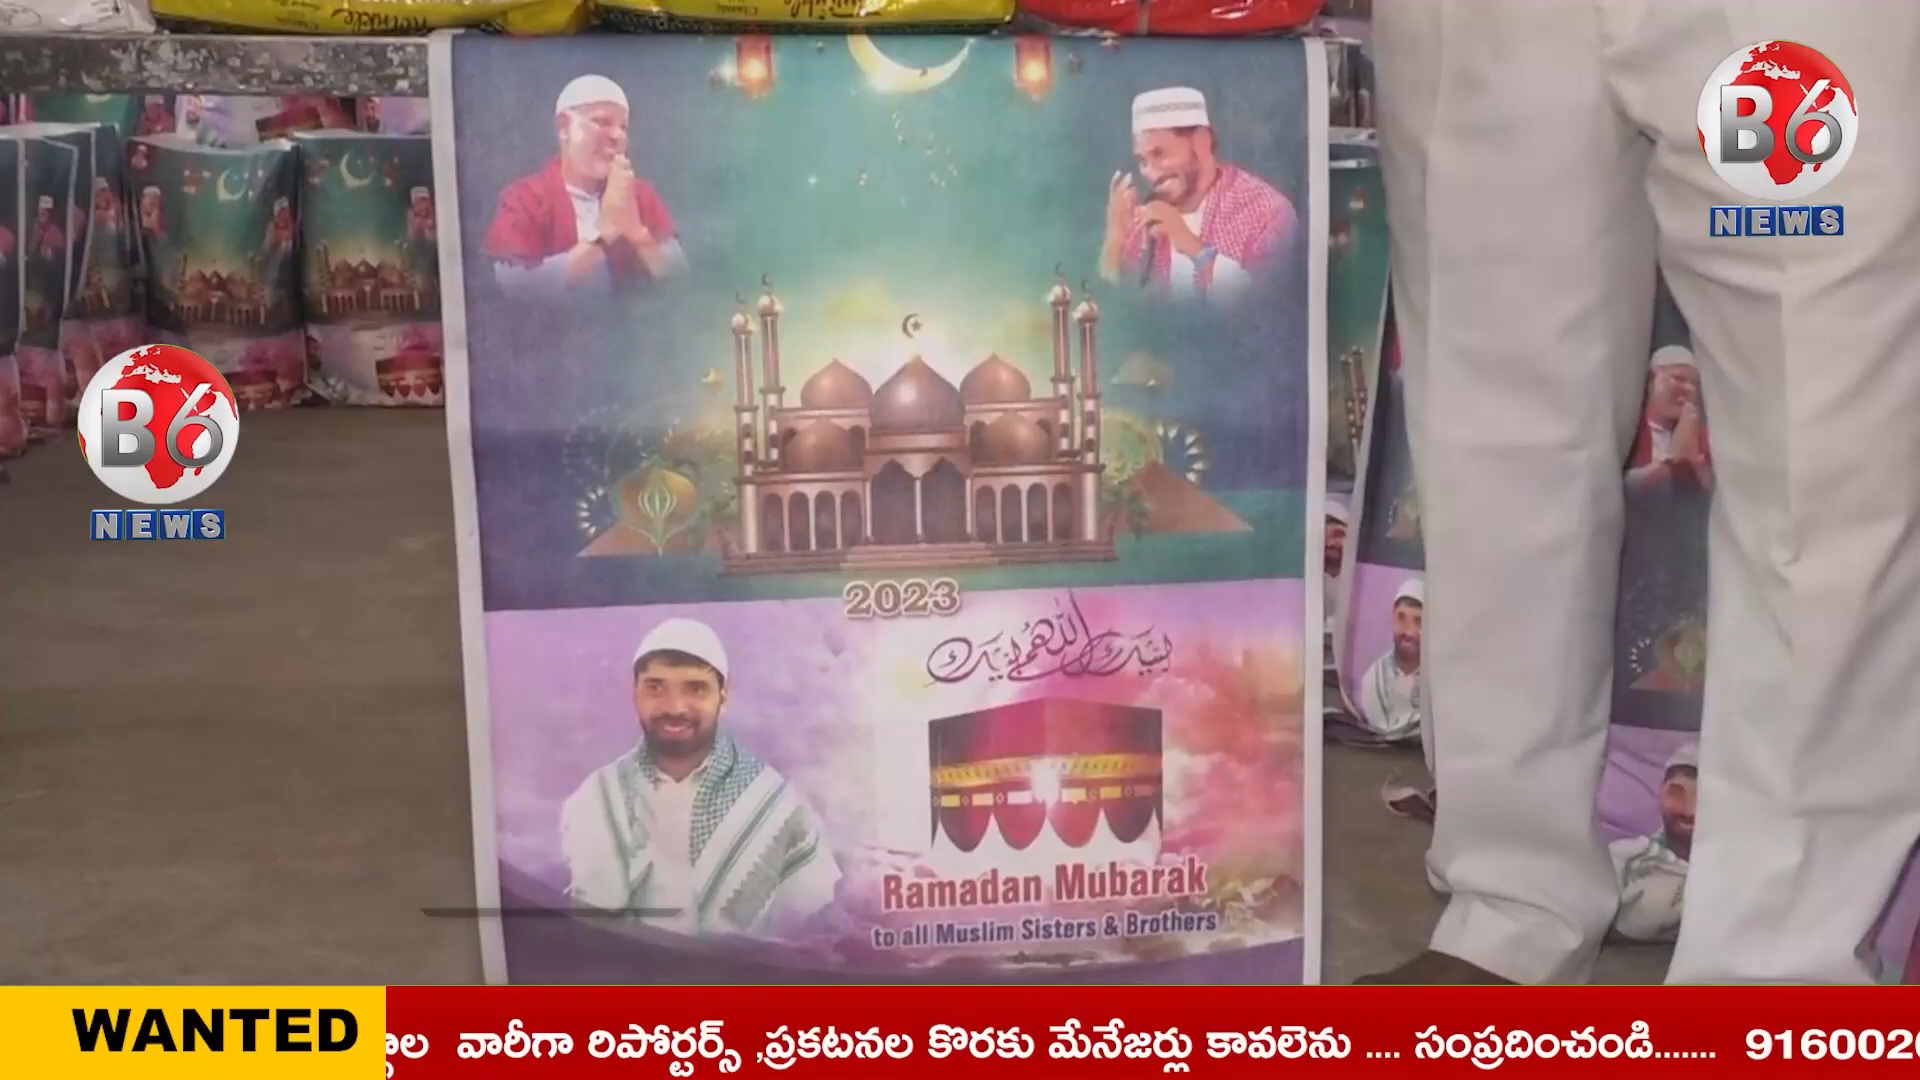 B6
NEWS
B6
NEWS
2023
لبيك اللهم لبيك
Ramadan Mubarak
to all Muslim Sisters & Brothers
WANTED
వారీగా రిపోర్టర్స్ ,ప్రకటనల కొరకు మేనేజర్లు కావలెను .... సంప్రదించండి....... 916002